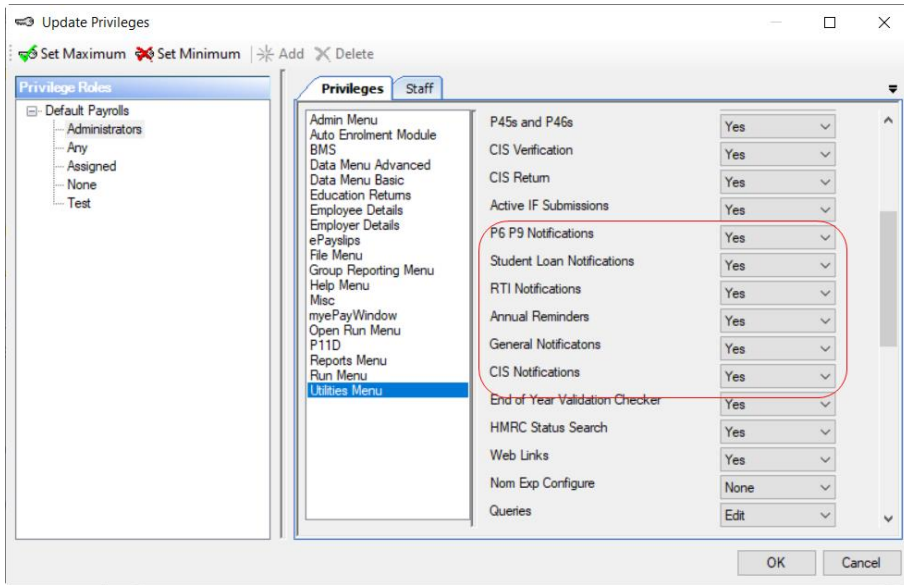 Update Privileges
Set Maximum Set Minimum Add Delete
Privilege Roles
Default Payrolls
Administrators
Any
Assigned
None
Test
Privileges Staff
Admin Menu
Auto Enrolment Module
BMS
Data Menu Advanced
Data Menu Basic
Education Returns
Employee Details
Employer Details
ePayslips
File Menu
Group Reporting Menu
Help Menu
Misc
myePayWindow
Open Run Menu
P11D
Reports Menu
Run Menu
Utilities Menu
P45s and P46s Yes
CIS Verification Yes
CIS Return Yes
Active IF Submissions Yes
P6 P9 Notifications Yes
Student Loan Notifications Yes
RTI Notifications Yes
Annual Reminders Yes
General Notificatons Yes
CIS Notifications Yes
End of Year Validation Checker Yes
HMRC Status Search Yes
Web Links Yes
Nom Exp Configure None
Queries Edit
OK Cancel